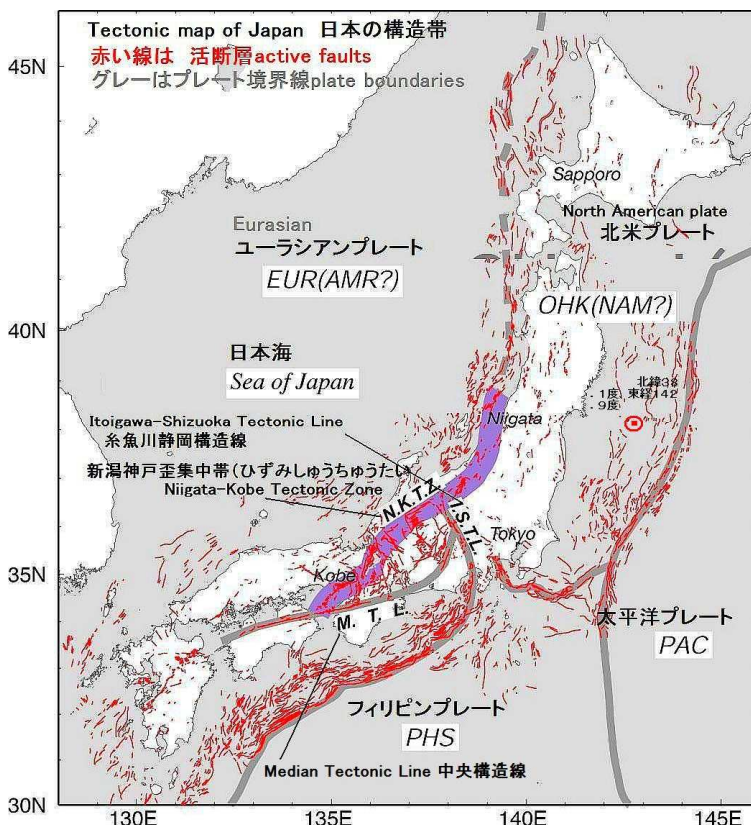 Tectonic map of Japan 日本の構造帯
赤い線は 活断層active faults
グレーはプレート境界線plate boundaries
45N
Sapporo
North American plate
北米プレート
Eurasian
ユーラシアンプレート
EUR(AMR?)
OHK(NAM?)
40N
日本海
Sea of Japan
北緯38
.1度、東経142
.9度
Itoigawa-Shizuoka Tectonic Line
糸魚川静岡構造線
Niigata
新潟神戸歪集中帯(ひずみしゅうちゅうたい)
Niigata-Kobe Tectonic Zone
N.K.T.Z.
I.S.T.L.
Tokyo
35N
Kobe
M. T. L.
太平洋プレート
PAC
フィリピンプレート
PHS
Median Tectonic Line 中央構造線
30N
130E
135E
140E
145E